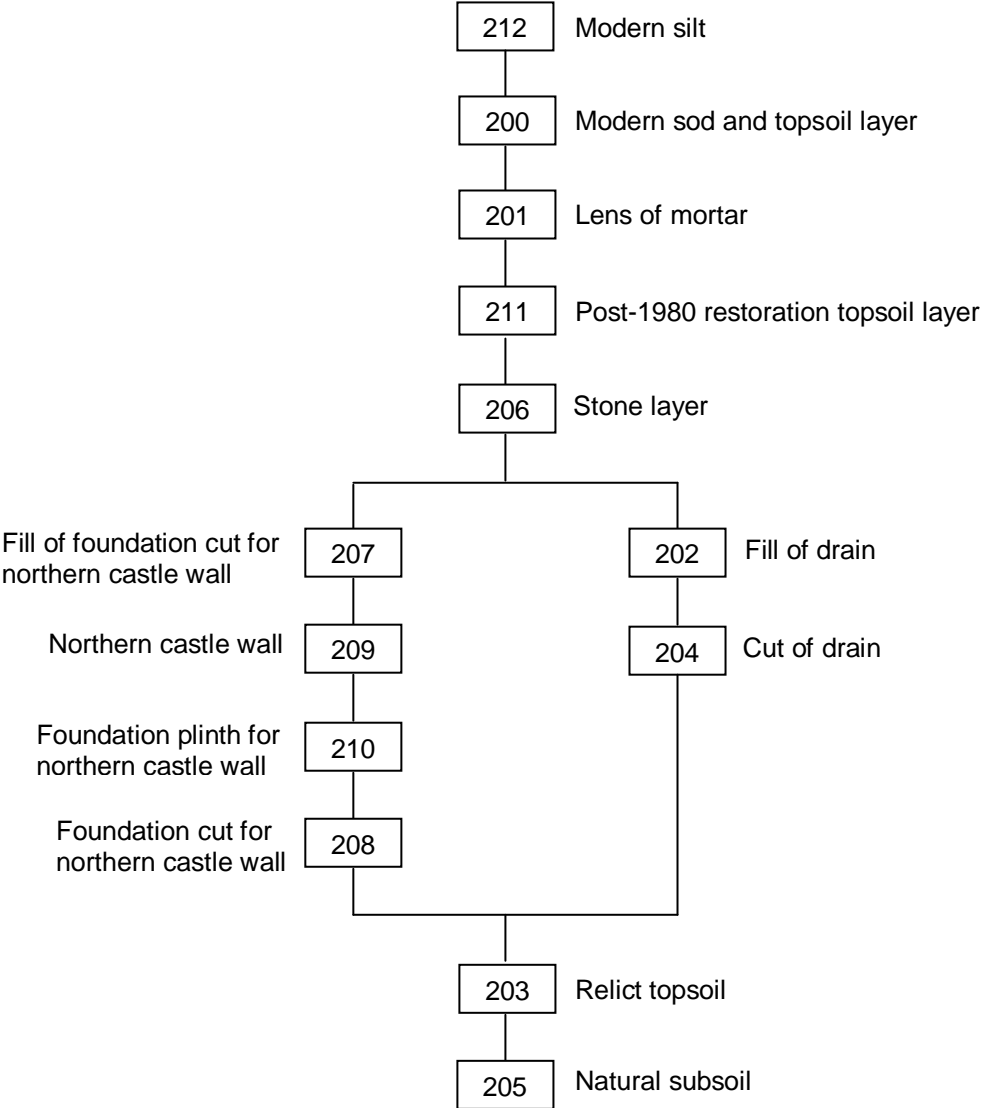 212 Modern silt
200 Modern sod and topsoil layer
201 Lens of mortar
211 Post-1980 restoration topsoil layer
206 Stone layer
Fill of foundation cut for
northern castle wall
207
202 Fill of drain
Northern castle wall 209
204 Cut of drain
Foundation plinth for
northern castle wall
210
Foundation cut for
northern castle wall
208
203 Relict topsoil
205 Natural subsoil